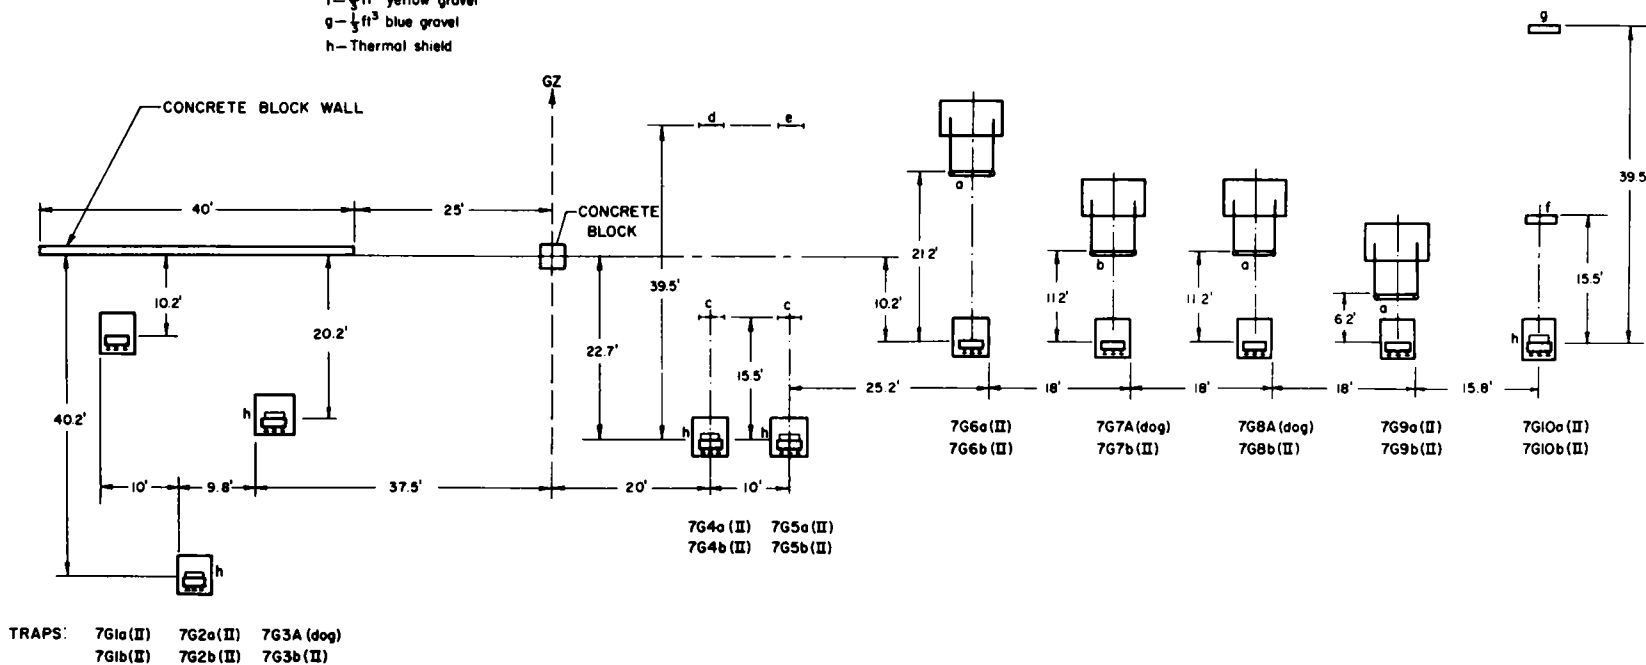 f—⅓ft³ yellow gravel
g—⅓ft³ blue gravel
h—Thermal shield
g
GZ
CONCRETE BLOCK WALL
d e
a
39.5'
40' 25'
CONCRETE
BLOCK
f
21.2'
b a
10.2'
39.5'
10.2'
11.2'
11.2'
15.5'
c c
a
6.2'
20.2'
22.7'
15.5'
h
40.2'
h
25.2' 18' 18' 18' 15.8'
h h
7G6a(II) 7G7A(dog) 7G8A(dog) 7G9a(II) 7G10a(II)
7G6b(II) 7G7b(II) 7G8b(II) 7G9b(II) 7G10b(II)
10' 9.8' 37.5' 20' 10'
7G4a(II) 7G5a(II)
7G4b(II) 7G5b(II)
h
TRAPS: 7G1a(II) 7G2a(II) 7G3A(dog)
7G1b(II) 7G2b(II) 7G3b(II)